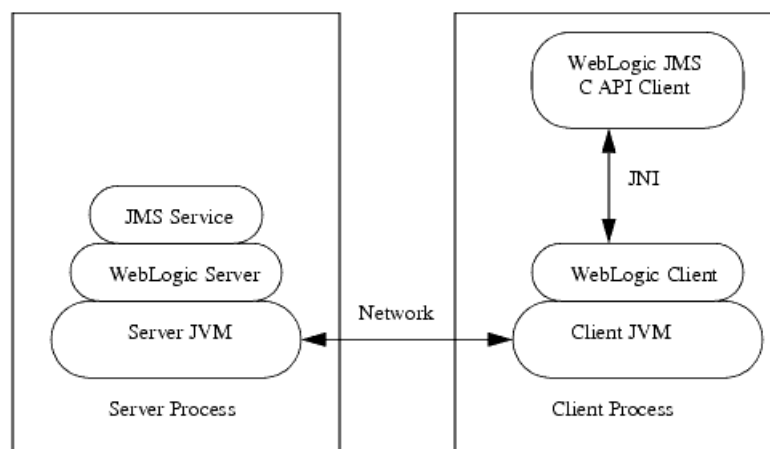 WebLogic JMS
C API Client
JNI
JMS Service
WebLogic Server
WebLogic Client
Network
Server JVM
Client JVM
Server Process
Client Process